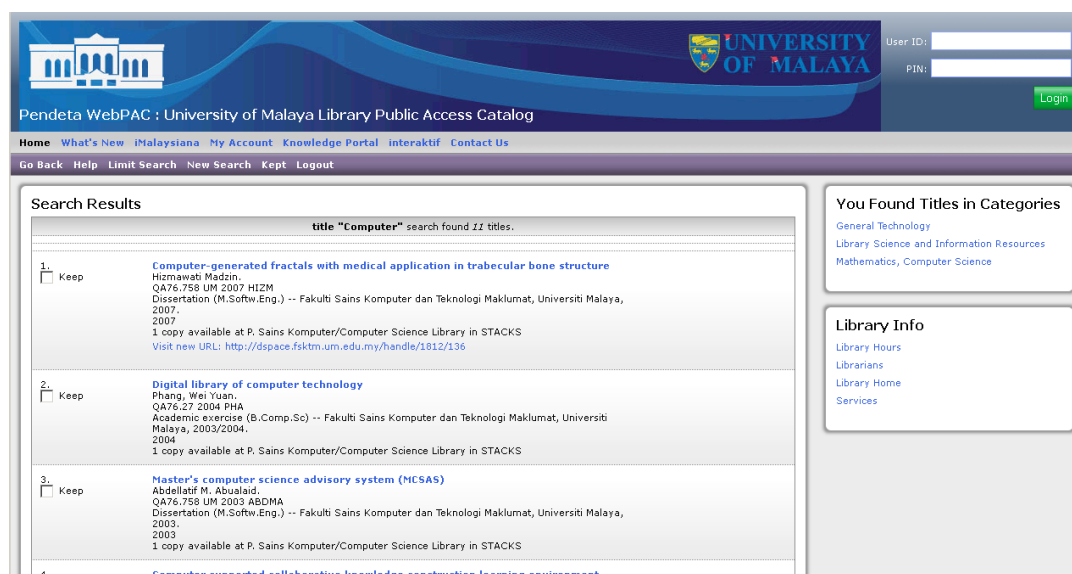 UNIVERSITY
OF MALAYA
User ID:
PIN:
Login
Pendeta WebPAC : University of Malaya Library Public Access Catalog
Home What's New iMalaysiana My Account Knowledge Portal interaktif Contact Us
Go Back Help Limit Search New Search Kept Logout
Search Results
title "Computer" search found 11 titles.
1.
Keep
Computer-generated fractals with medical application in trabecular bone structure
Hizmawati Madzin.
QA76.758 UM 2007 HIZM
Dissertation (M.Softw.Eng.) -- Fakulti Sains Komputer dan Teknologi Maklumat, Universiti Malaya,
2007.
2007
1 copy available at P. Sains Komputer/Computer Science Library in STACKS
Visit new URL: http://dspace.fsktm.um.edu.my/handle/1812/136
2.
Keep
Digital library of computer technology
Phang, Wei Yuan.
QA76.27 2004 PHA
Academic exercise (B.Comp.Sc) -- Fakulti Sains Komputer dan Teknologi Maklumat, Universiti
Malaya, 2003/2004.
2004
1 copy available at P. Sains Komputer/Computer Science Library in STACKS
3.
Keep
Master's computer science advisory system (MCSAS)
Abdellatif M. Abualaid.
QA76.758 UM 2003 ABDMA
Dissertation (M.Softw.Eng.) -- Fakulti Sains Komputer dan Teknologi Maklumat, Universiti Malaya,
2003.
2003
1 copy available at P. Sains Komputer/Computer Science Library in STACKS
Computer supported collaborative knowledge construction learning environment
You Found Titles in Categories
General Technology
Library Science and Information Resources
Mathematics, Computer Science
Library Info
Library Hours
Librarians
Library Home
Services